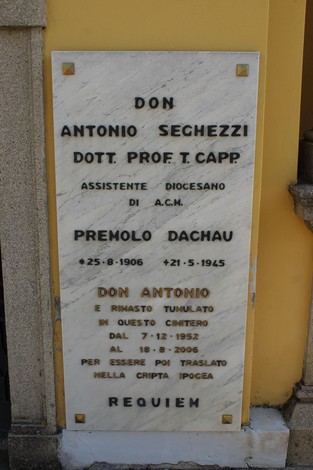 DON
ANTONIO SEGHEZZI
DOTT. PROF. T. CAPP.
ASSISTENTE DIOCESANO
DI A.C.M.
PREMOLO DACHAU
*25-8-1906 +21-5-1945
DON ANTONIO
E RIMASTO TUMULATO
IN QUESTO CIMITERO
DAL 7-12-1952
AL 18-8-2006
PER ESSERE POI TRASLATO
NELLA CRIPTA IPOGEA
REQUIEM